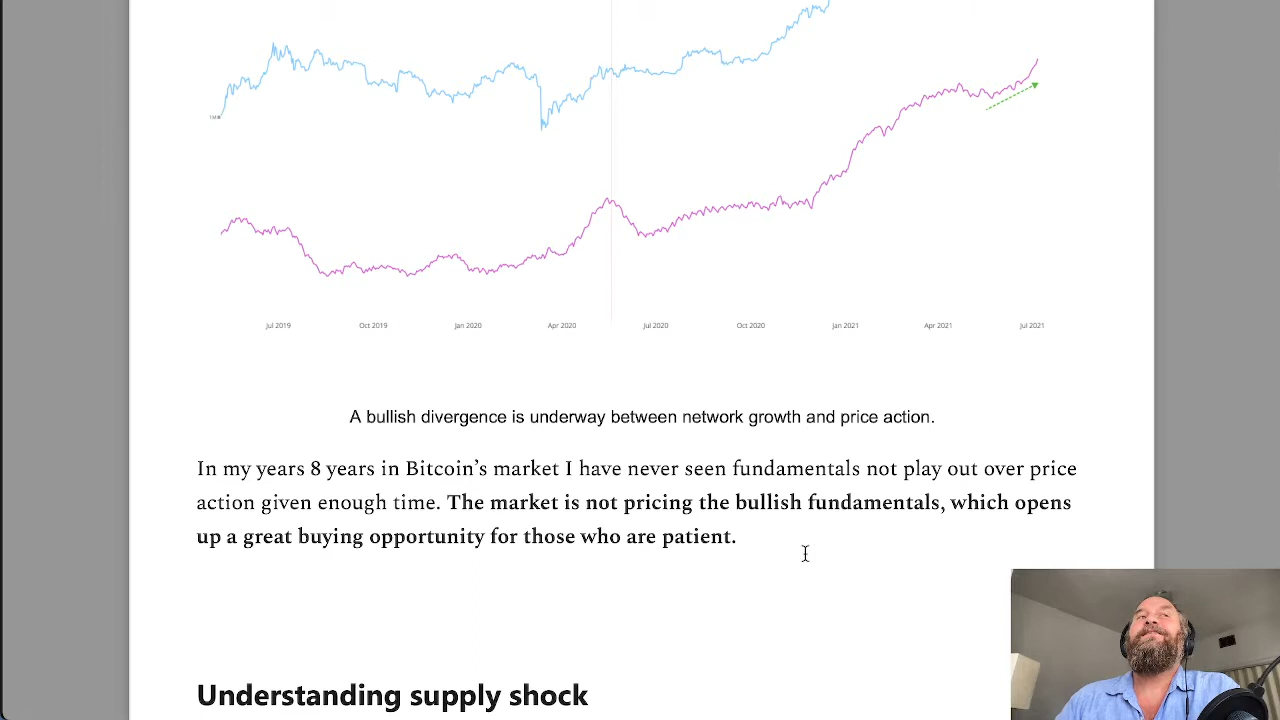 Jul 2019 Oct 2019 Jan 2020 Apr 2020 Jul 2020 Oct 2020 Jan 2021 Apr 2021 Jul 2021
A bullish divergence is underway between network growth and price action.
In my years 8 years in Bitcoin’s market I have never seen fundamentals not play out over price
action given enough time. The market is not pricing the bullish fundamentals, which opens
up a great buying opportunity for those who are patient.
Understanding supply shock